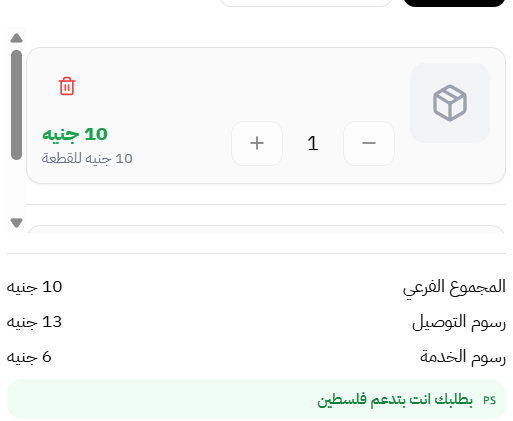 10 جنيه
1
10 جنيه للقطعة
المجموع الفرعي 10 جنيه
رسوم التوصيل 13 جنيه
رسوم الخدمة 6 جنيه
PS بطلبك انت بتدعم فلسطين